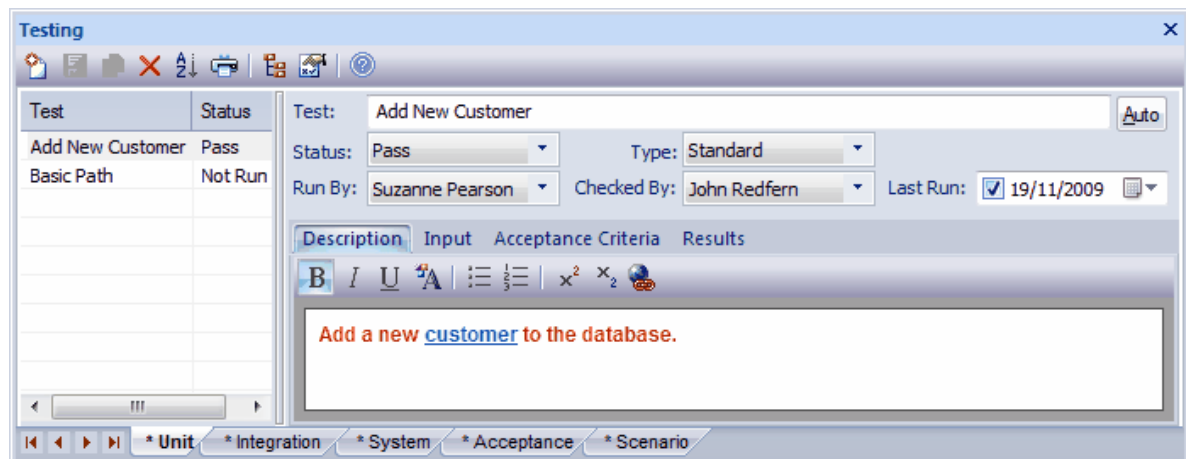 Testing
Test Status
Add New Customer Pass
Basic Path Not Run
Test: Add New Customer Auto
Status: Pass Type: Standard
Run By: Suzanne Pearson Checked By: John Redfern Last Run: 19/11/2009
Description Input Acceptance Criteria Results
B I U A x² x₂
Add a new customer to the database.
* Unit * Integration * System * Acceptance * Scenario